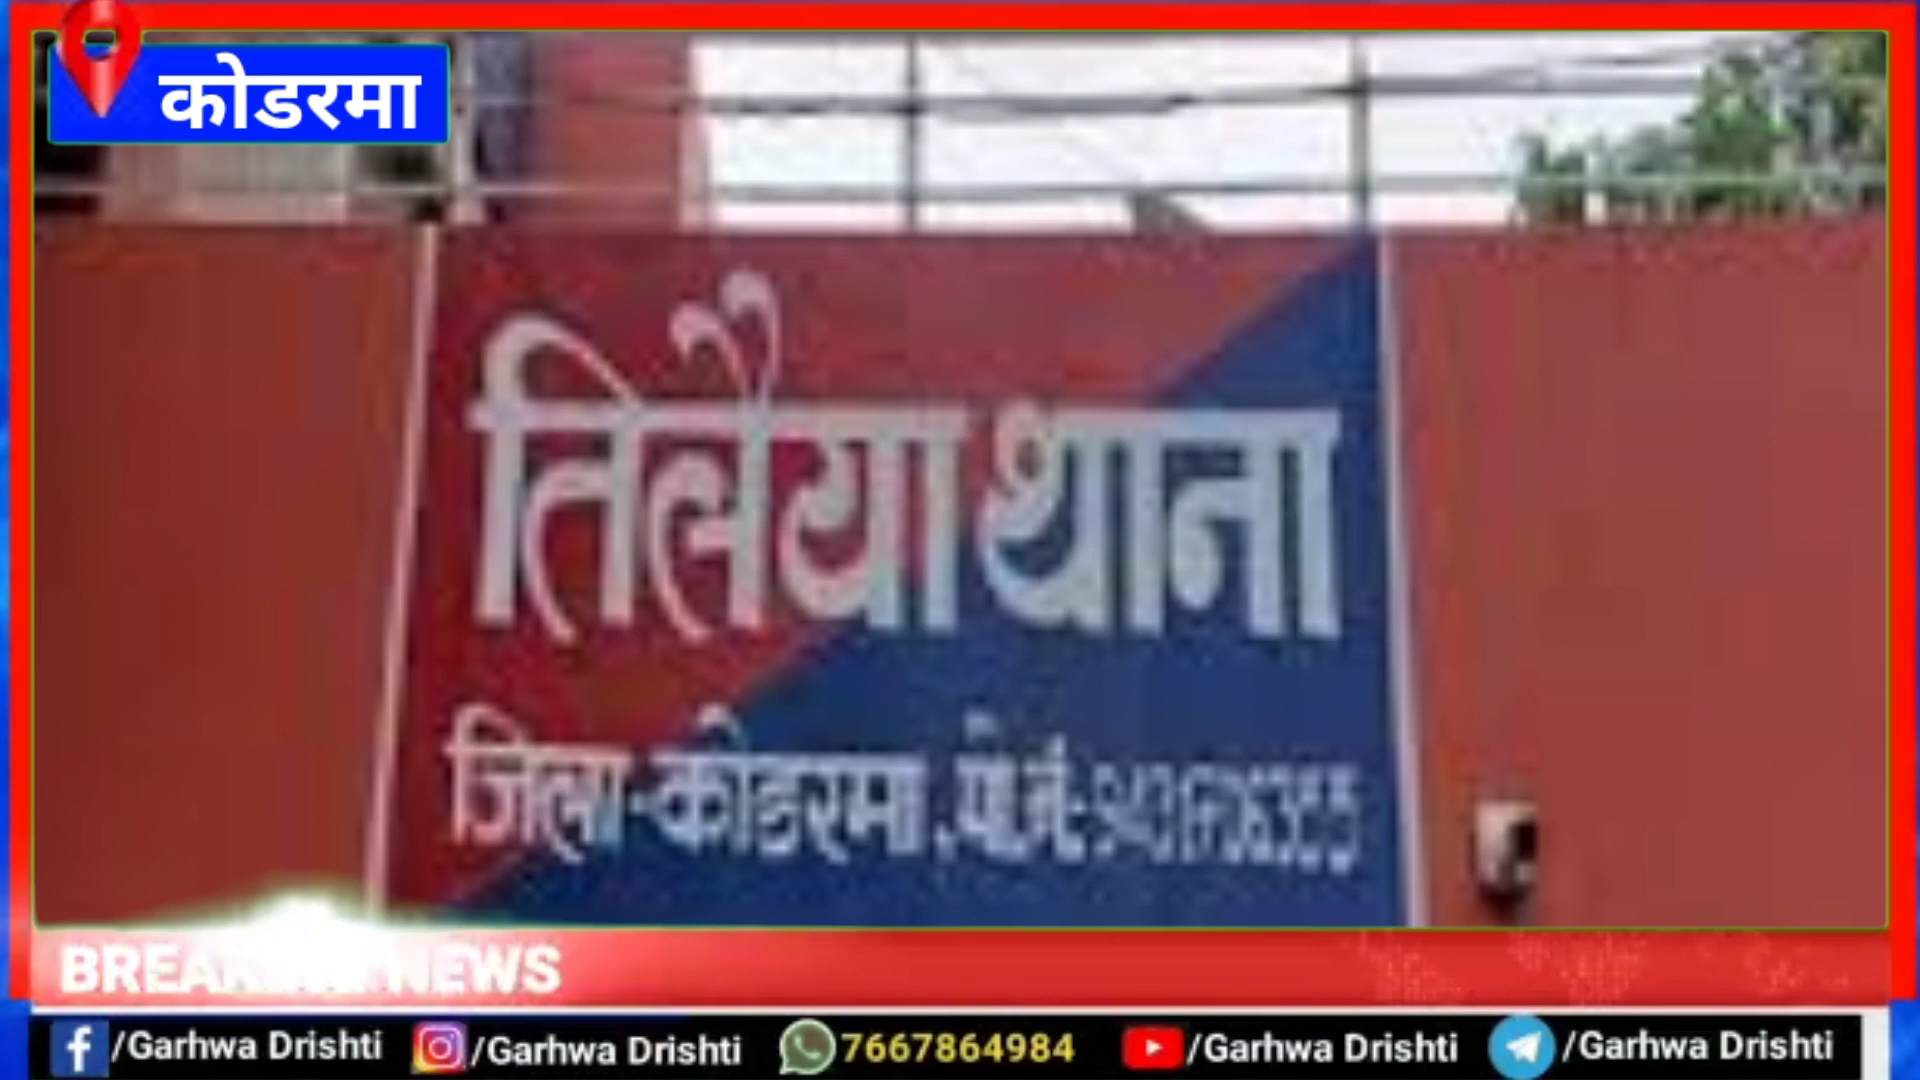 कोडरमा
तिलैया थाना
जिला-कोडरमा
BREAKING NEWS
/Garhwa Drishti /Garhwa Drishti 7667864984 /Garhwa Drishti /Garhwa Drishti